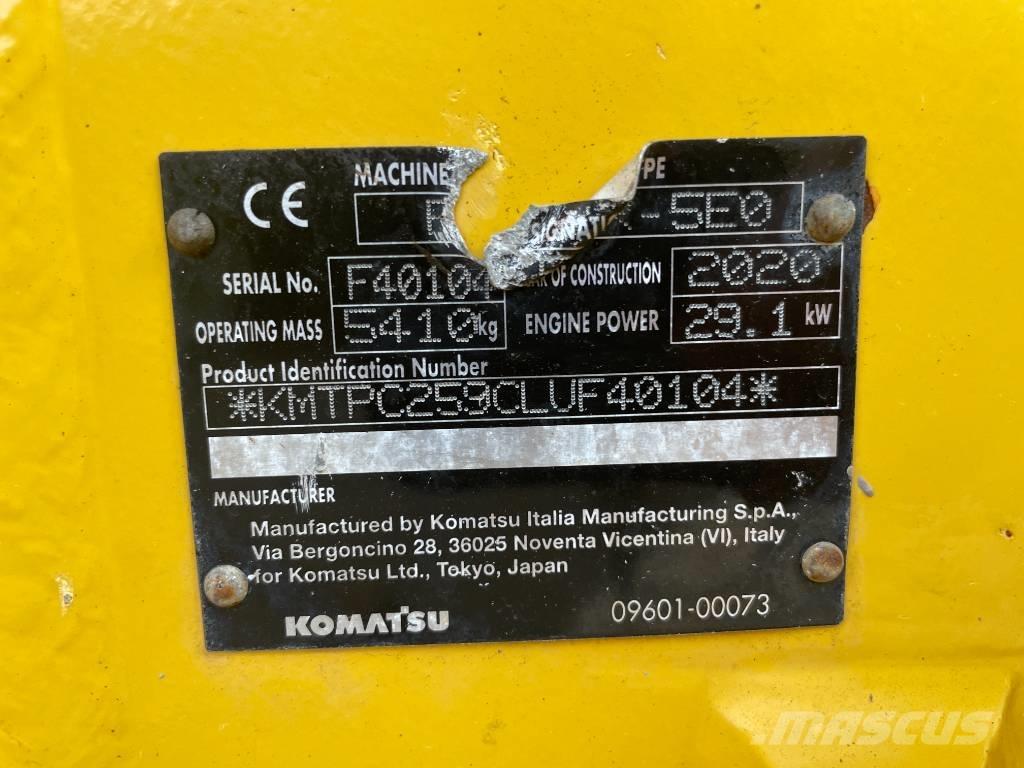 CE
MACHINE
-5E0
SERIAL No. F40104 OF CONSTRUCTION 2020
OPERATING MASS 5410 kg ENGINE POWER 29.1 kW
Product Identification Number
*KMTPC259CLUF40104*
MANUFACTURER
Manufactured by Komatsu Italia Manufacturing S.p.A.,
Via Bergoncino 28, 36025 Noventa Vicentina (VI), Italy
for Komatsu Ltd., Tokyo, Japan
KOMATSU 09601-00073
MASCUS